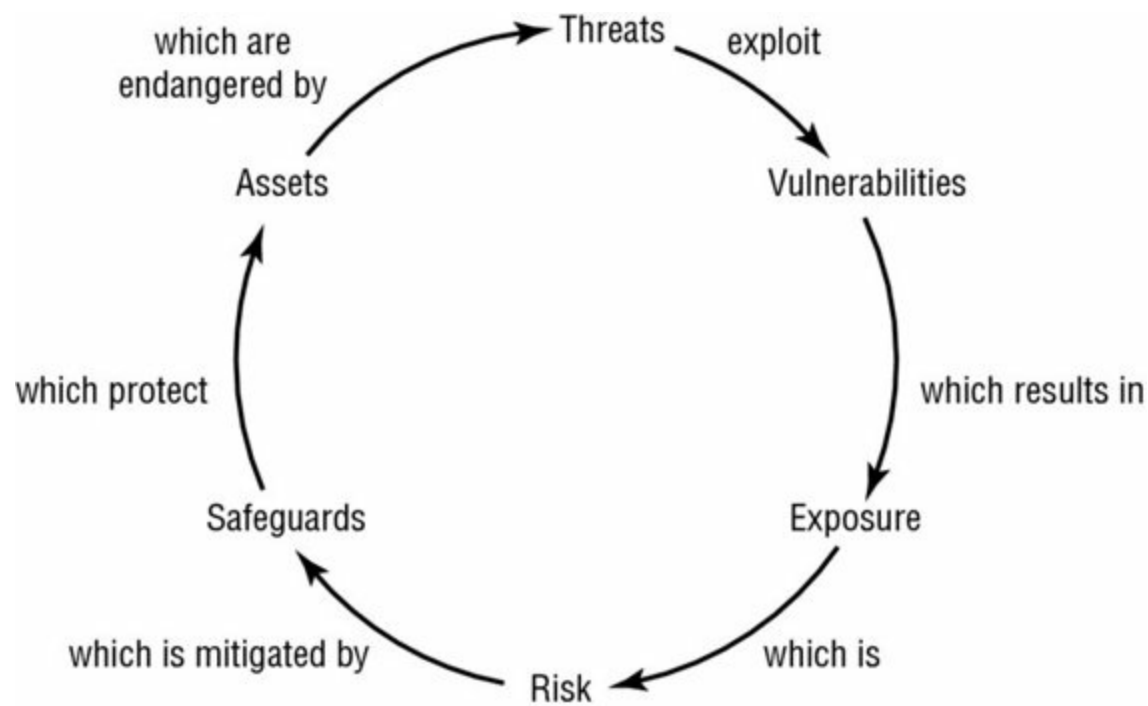 Threats
exploit
Vulnerabilities
which results in
Exposure
which is
Risk
which is mitigated by
Safeguards
which protect
Assets
which are
endangered by